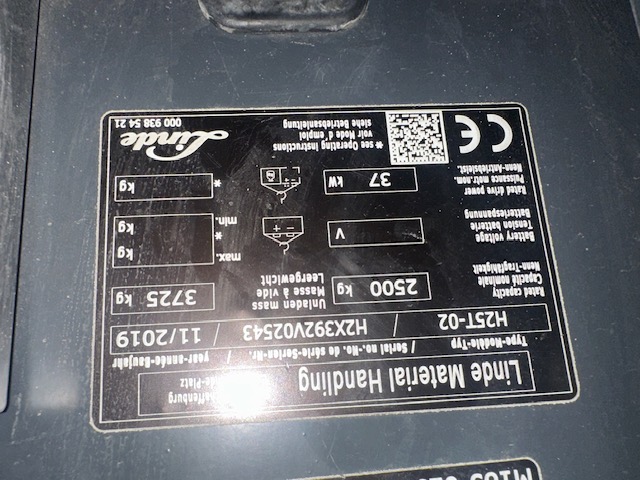 Linde Material Handling
Type-Modèle-Typ / Serial no.-No. de série-Serien-Nr. / year-année-Baujahr
H25T-02 / H2X392V02543 / 11/2019
Rated capacity
Capacité nominale
Nenn-Tragfähigkeit
2500 kg
Unladen mass
Masse à vide
Leergewicht
3725 kg
Battery voltage
Tension batterie
Batteriespannung
V
max. kg
* min. kg
Rated drive power
Puissance motr.nom.
Nenn-Antriebsleist.
37 kW
* kg
CE
* see Operating Instructions
voir Mode d'emploi
siehe Betriebsanleitung
Linde
000 938 54 21